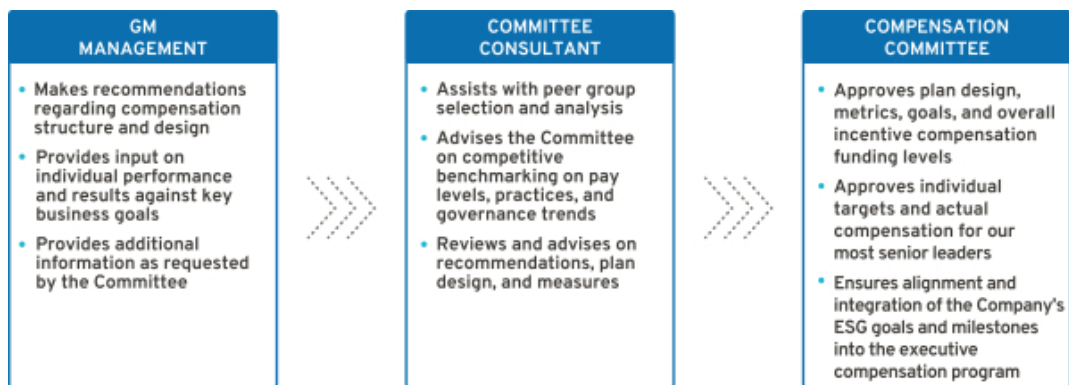 GM
MANAGEMENT
• Makes recommendations
regarding compensation
structure and design
• Provides input on
individual performance
and results against key
business goals
• Provides additional
information as requested
by the Committee
COMMITTEE
CONSULTANT
• Assists with peer group
selection and analysis
• Advises the Committee
on competitive
benchmarking on pay
levels, practices, and
governance trends
• Reviews and advises on
recommendations, plan
design, and measures
COMPENSATION
COMMITTEE
• Approves plan design,
metrics, goals, and overall
incentive compensation
funding levels
• Approves individual
targets and actual
compensation for our
most senior leaders
• Ensures alignment and
integration of the Company's
ESG goals and milestones
into the executive
compensation program